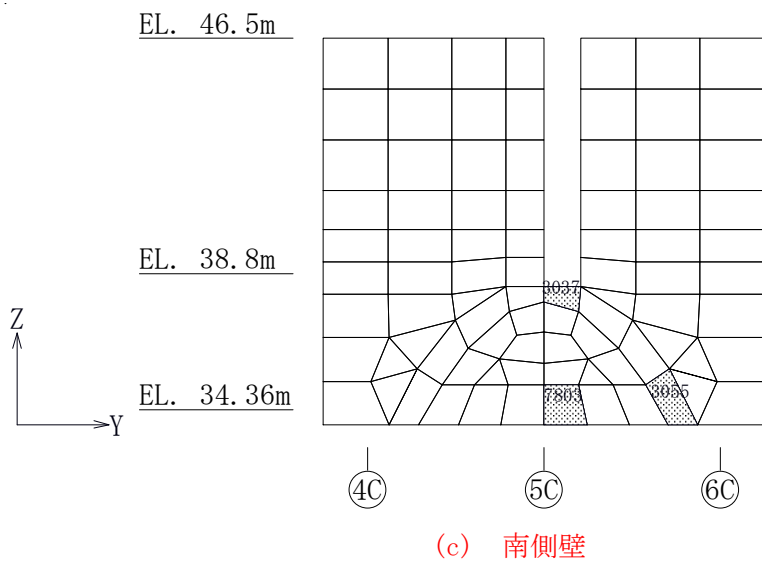 EL. 46.5m
EL. 38.8m
3037
Z
EL. 34.36m
7803
3055
Y
4C
5C
6C
(c) 南側壁